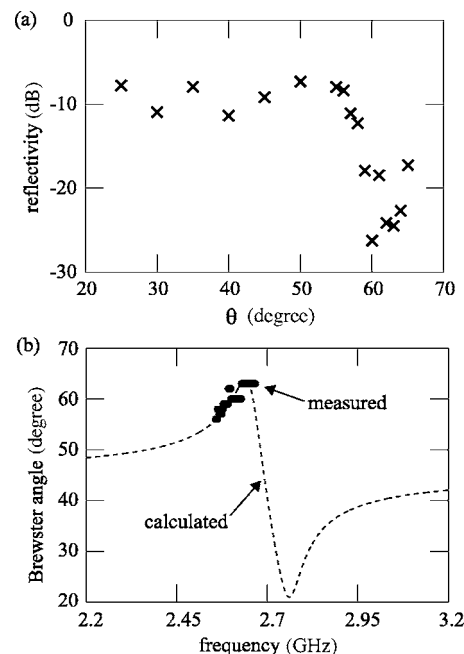 (a)
reflectivity (dB)
0
-10
-20
-30
20 30 40 50 60 70
θ (degree)
(b)
Brewster angle (degree)
70
60
50
40
30
20
measured
calculated
2.2 2.45 2.7 2.95 3.2
frequency (GHz)